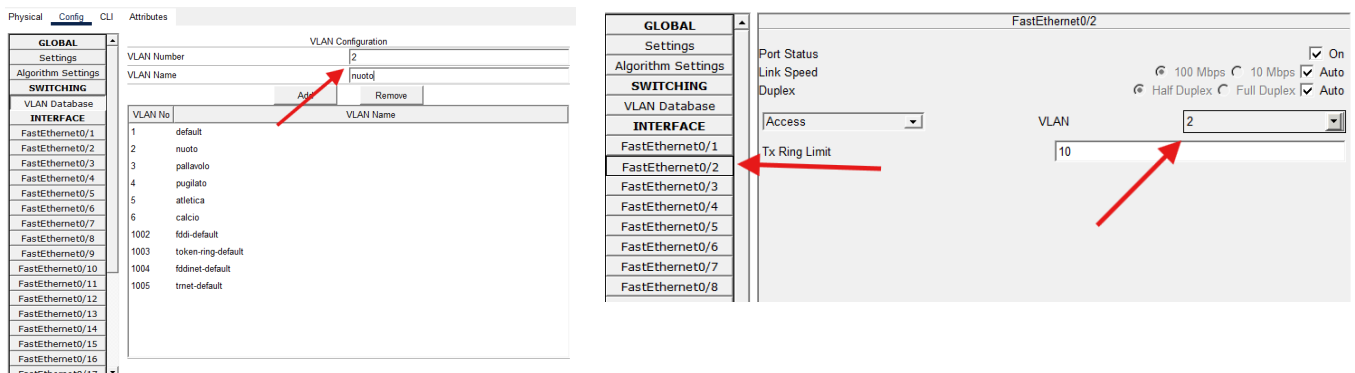 Physical Config CLI Attributes
GLOBAL
Settings
Algorithm Settings
SWITCHING
VLAN Database
INTERFACE
FastEthernet0/1
FastEthernet0/2
FastEthernet0/3
FastEthernet0/4
FastEthernet0/5
FastEthernet0/6
FastEthernet0/7
FastEthernet0/8
FastEthernet0/9
FastEthernet0/10
FastEthernet0/11
FastEthernet0/12
FastEthernet0/13
FastEthernet0/14
FastEthernet0/15
FastEthernet0/16
FastEthernet0/17
VLAN Configuration
VLAN Number 2
VLAN Name nuoto
Add Remove
VLAN No VLAN Name
1 default
2 nuoto
3 pallavolo
4 pugilato
5 atletica
6 calcio
1002 fddi-default
1003 token-ring-default
1004 fddinet-default
1005 trnet-default
GLOBAL
Settings
Algorithm Settings
SWITCHING
VLAN Database
INTERFACE
FastEthernet0/1
FastEthernet0/2
FastEthernet0/3
FastEthernet0/4
FastEthernet0/5
FastEthernet0/6
FastEthernet0/7
FastEthernet0/8
FastEthernet0/2
Port Status On
Link Speed 100 Mbps 10 Mbps Auto
Duplex Half Duplex Full Duplex Auto
Access VLAN 2
Tx Ring Limit 10